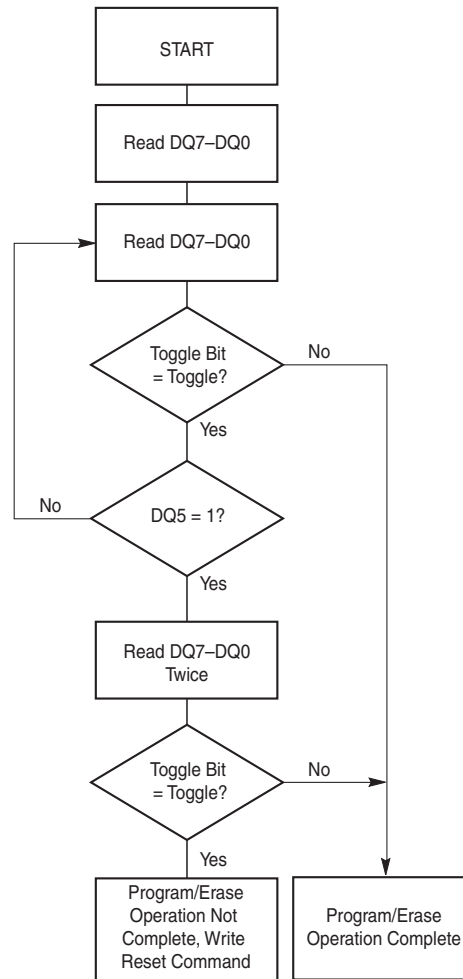 START
Read DQ7–DQ0
Read DQ7–DQ0
Toggle Bit
= Toggle?
No
Yes
No
DQ5 = 1?
Yes
Read DQ7–DQ0
Twice
Toggle Bit
= Toggle?
No
Yes
Program/Erase
Operation Not
Complete, Write
Reset Command
Program/Erase
Operation Complete